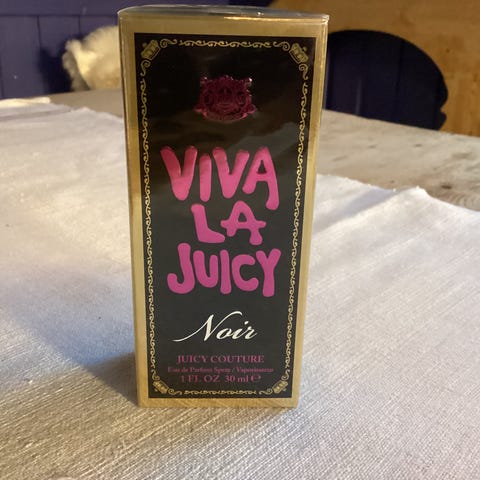 VIVA
LA
JUICY
Noir
JUICY COUTURE
Eau de Parfum Spray / Vaporisateur
1 FL OZ 30 ml ℮